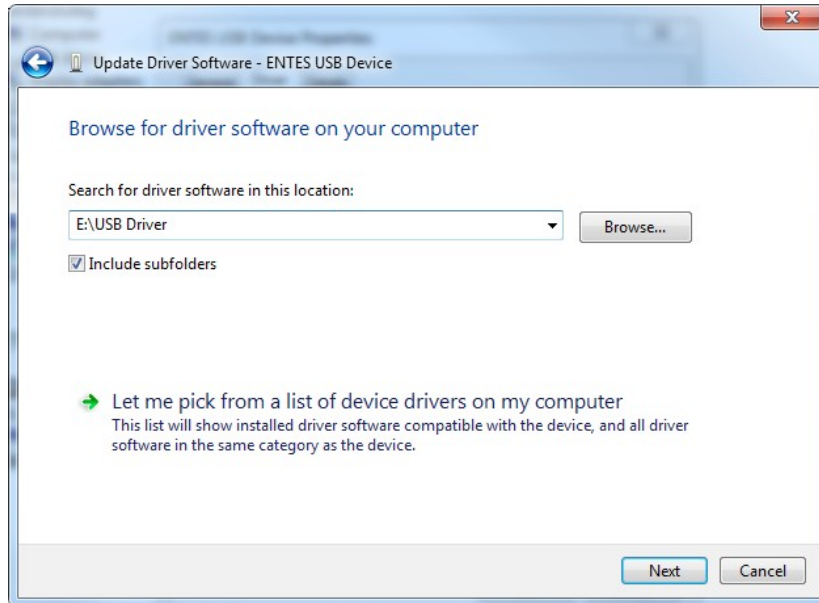 Update Driver Software - ENTES USB Device
Browse for driver software on your computer
Search for driver software in this location:
E:\USB Driver
Browse...
Include subfolders
Let me pick from a list of device drivers on my computer
This list will show installed driver software compatible with the device, and all driver
software in the same category as the device.
Next
Cancel